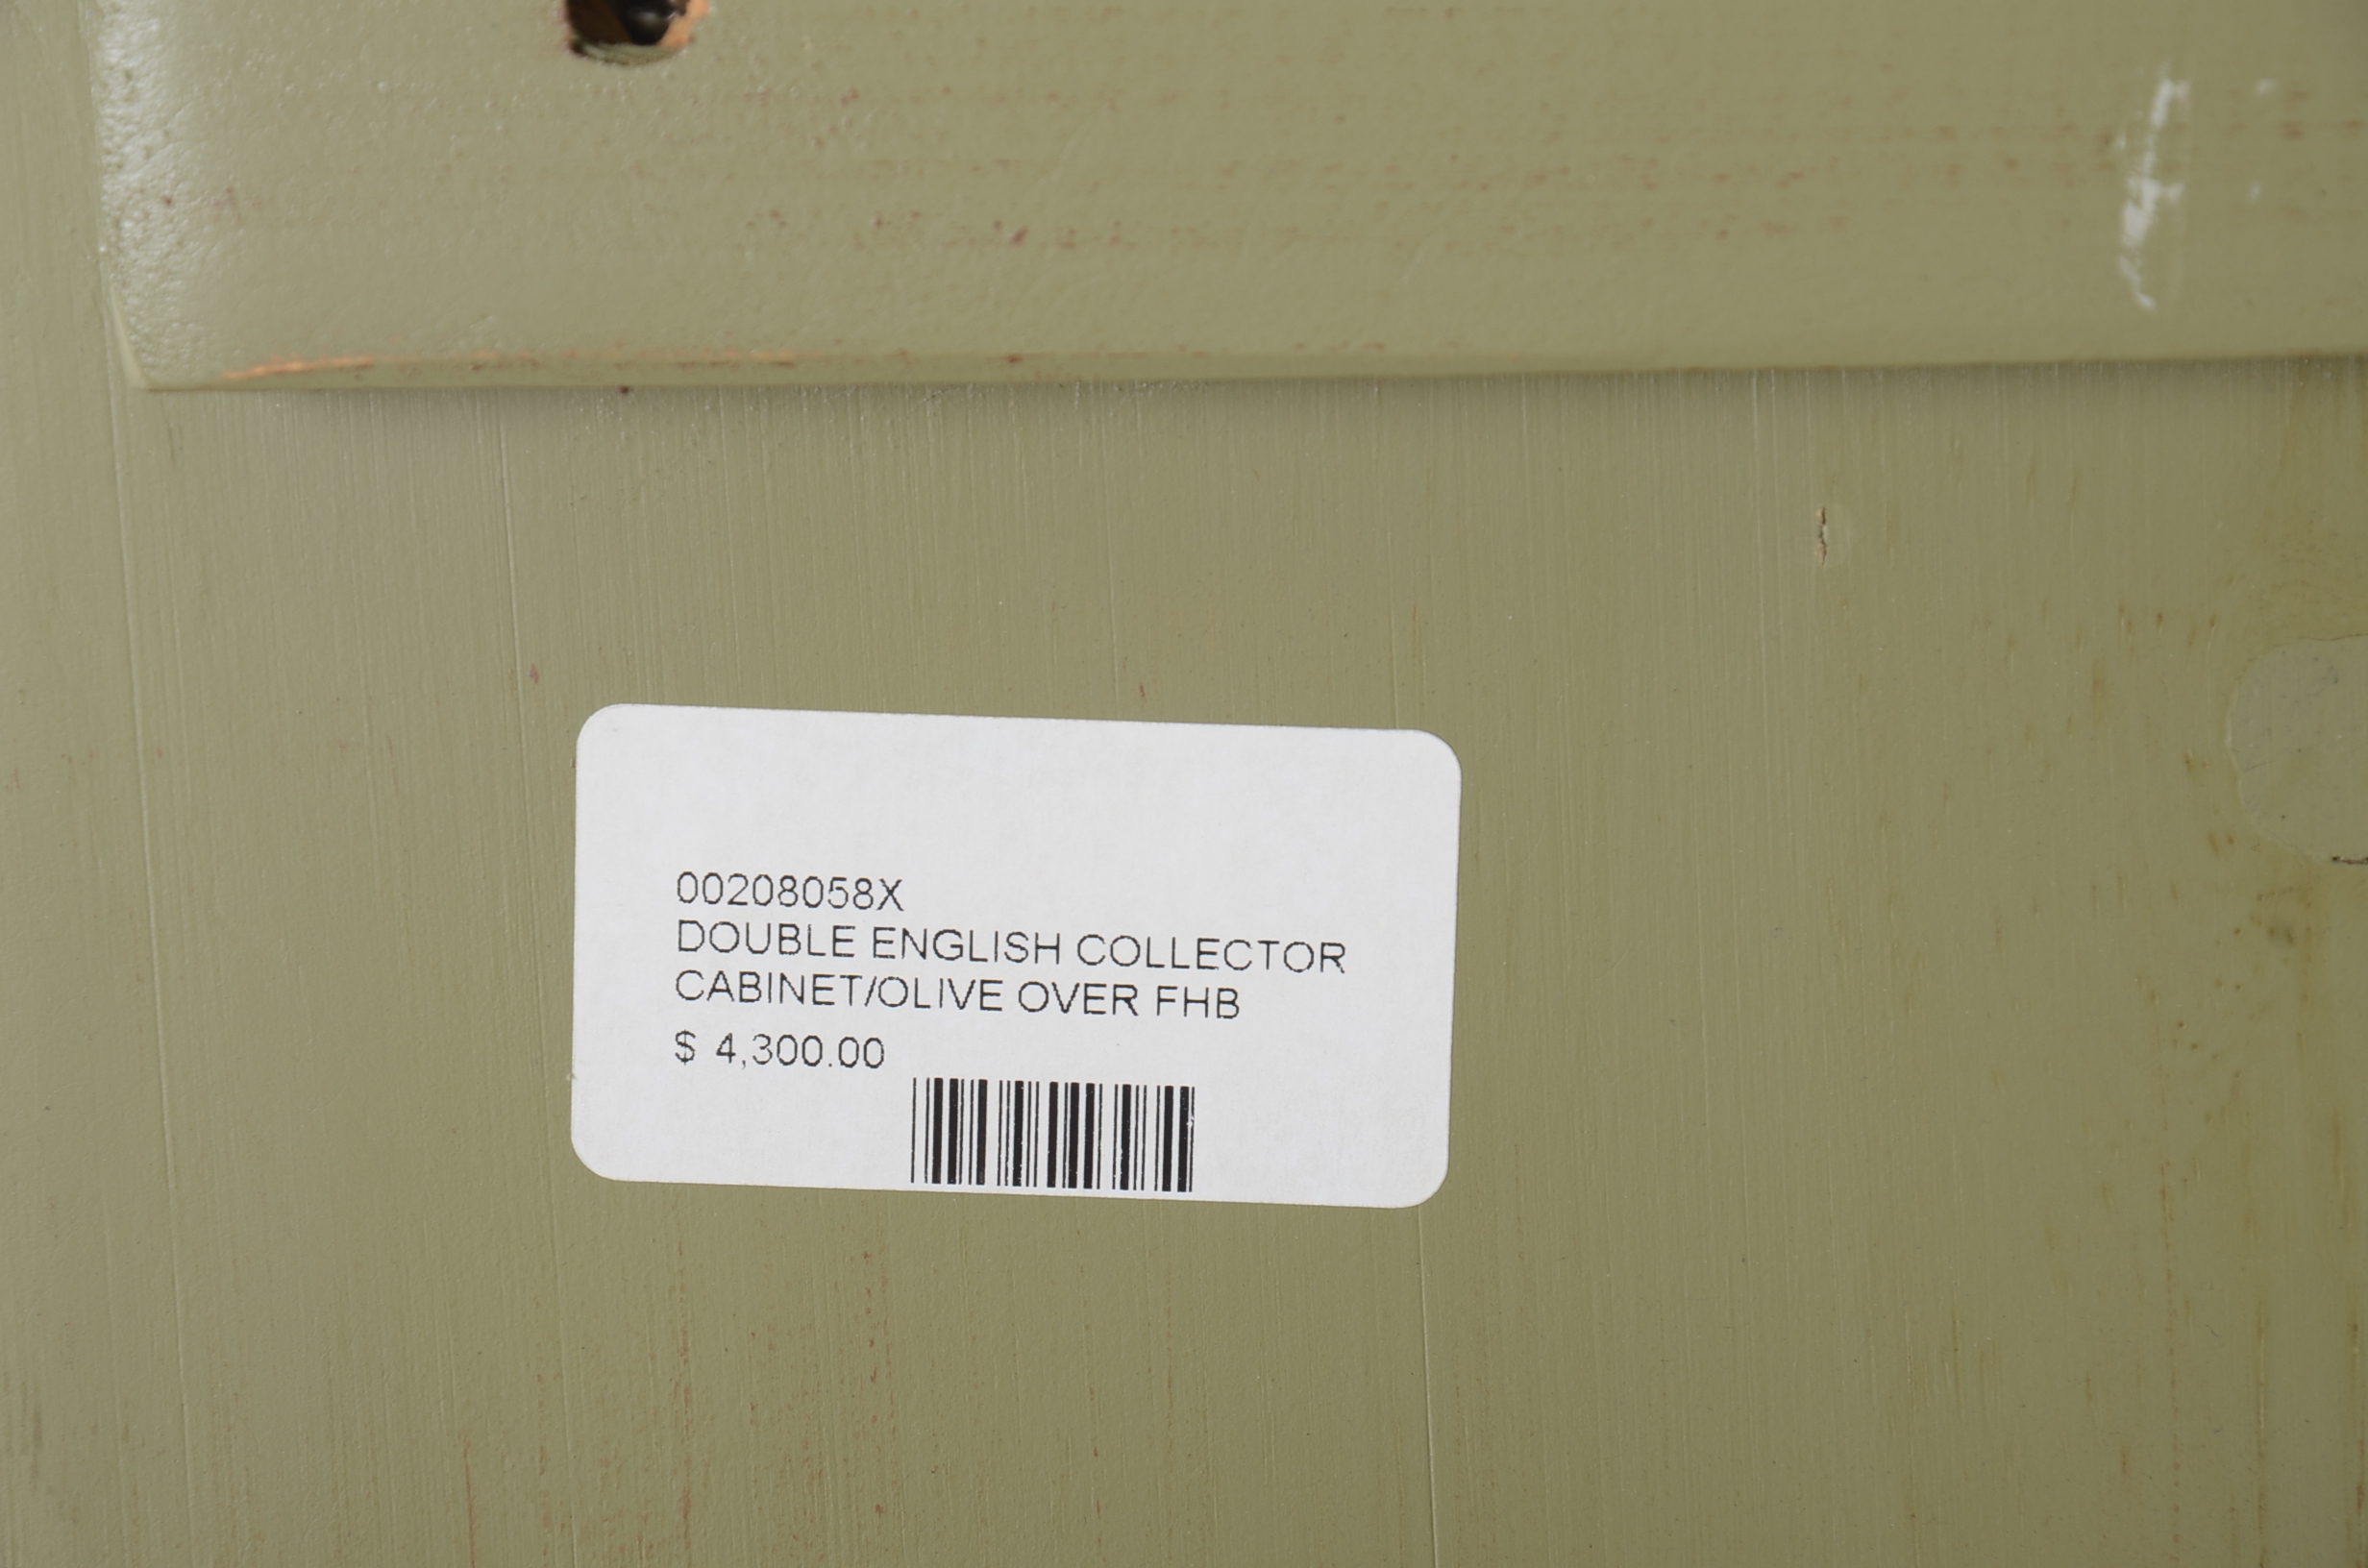 00208058X
DOUBLE ENGLISH COLLECTOR
CABINET/OLIVE OVER FHB
$ 4,300.00